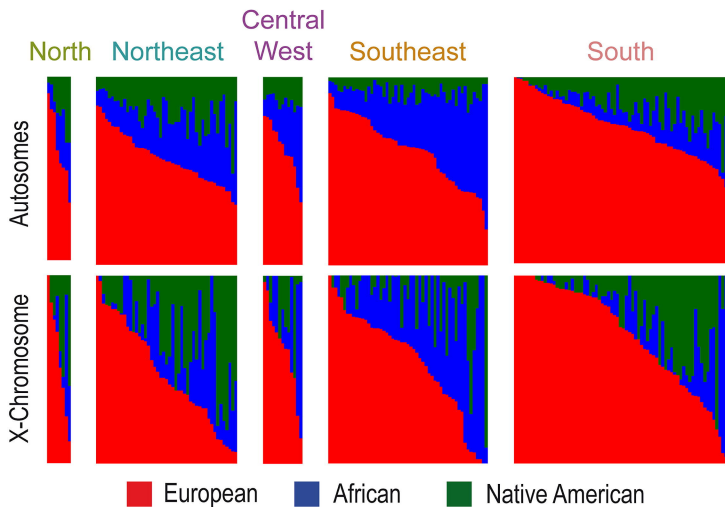 North
Northeast
Central
West
Southeast
South
Autosomes
X-Chromosome
European
African
Native American